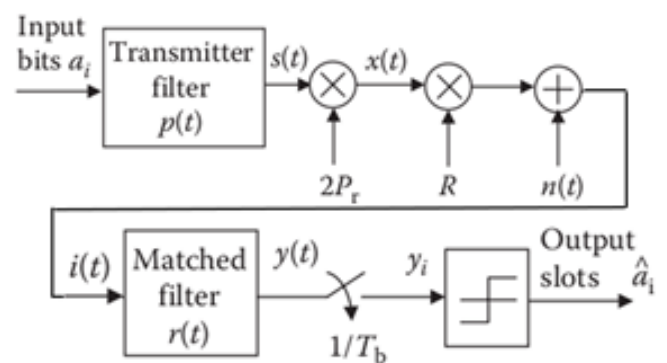 Input
bits a_i
Transmitter
filter
p(t)
s(t)
x(t)
2P_r
R
n(t)
i(t)
Matched
filter
r(t)
y(t)
1/T_b
y_i
Output
slots â_i